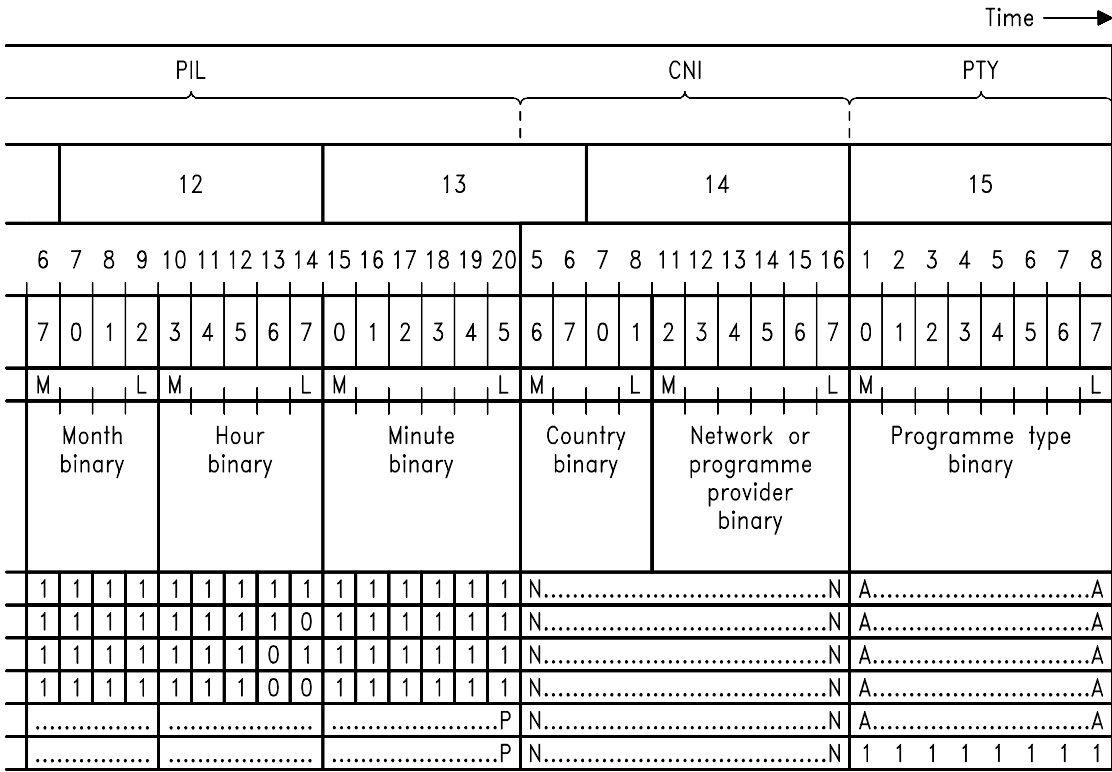 Time
PIL CNI PTY
12 13 14 15
6 7 8 9 10 11 12 13 14 15 16 17 18 19 20 5 6 7 8 11 12 13 14 15 16 1 2 3 4 5 6 7 8
7 0 1 2 3 4 5 6 7 0 1 2 3 4 5 6 7 0 1 2 3 4 5 6 7 0 1 2 3 4 5 6 7
M L M L M L M L M L M L
Month Hour Minute Country Network or Programme type
binary binary binary binary programme binary
provider
binary
1 1 1 1 1 1 1 1 1 1 1 1 1 1 1 N..............................N A..............................A
1 1 1 1 1 1 1 1 0 1 1 1 1 1 1 N..............................N A..............................A
1 1 1 1 1 1 1 0 1 1 1 1 1 1 1 N..............................N A..............................A
1 1 1 1 1 1 1 0 0 1 1 1 1 1 1 N..............................N A..............................A
............... ................... ......................P N..............................N A..............................A
............... ................... ......................P N..............................N 1 1 1 1 1 1 1 1